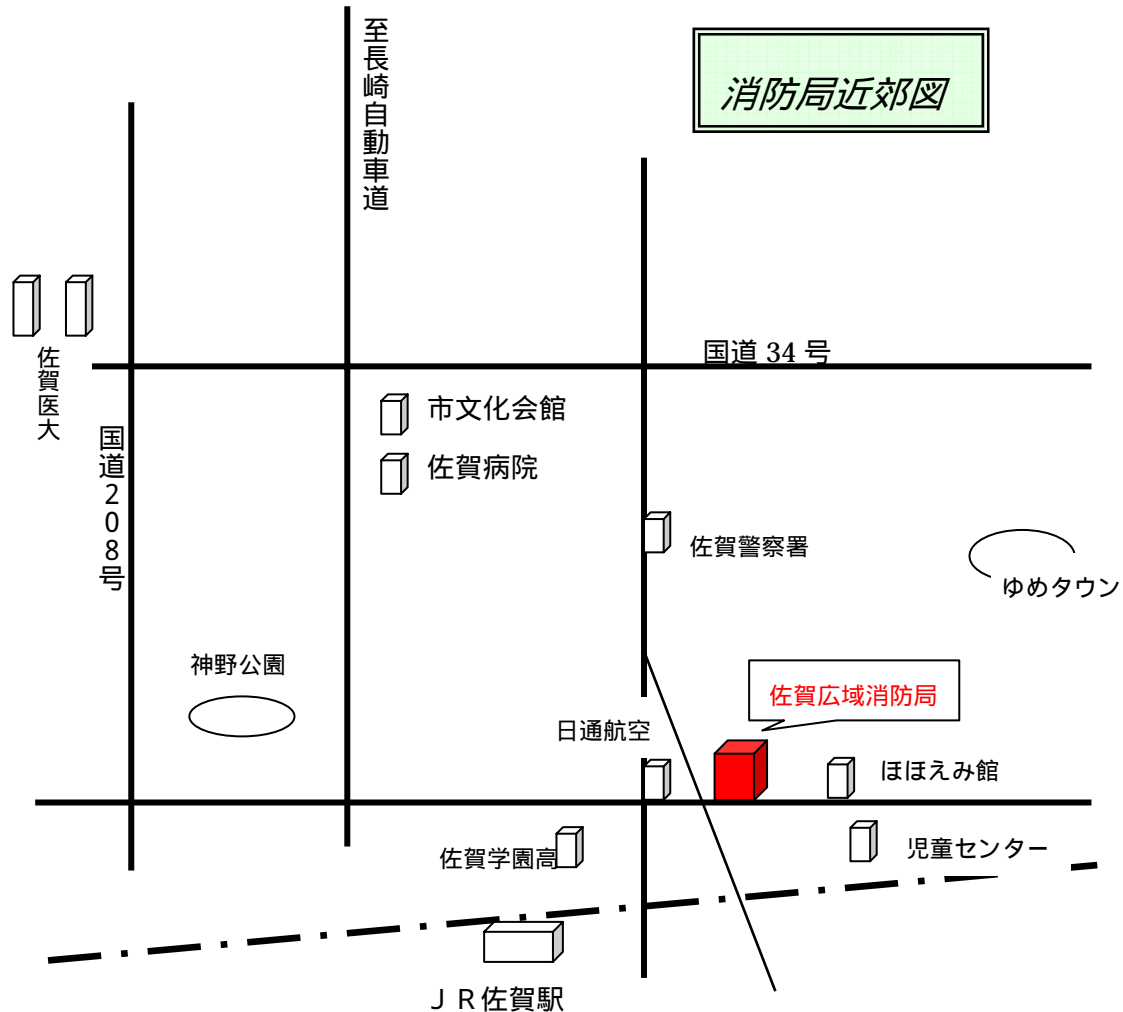 至長崎自動車道
消防局近郊図
国道 34 号
佐賀医大
市文化会館
国道208号
佐賀病院
佐賀警察署
ゆめタウン
神野公園
佐賀広域消防局
日通航空
ほほえみ館
佐賀学園高
児童センター
ＪＲ佐賀駅